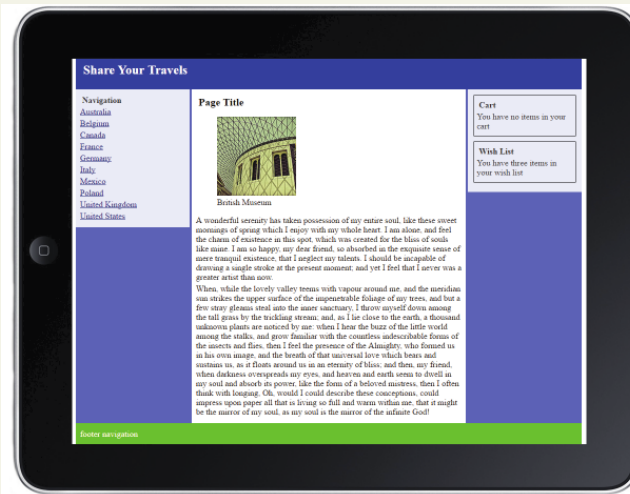 Share Your Travels
Navigation
Australia
Belgium
Canada
France
Germany
Italy
Mexico
Poland
United Kingdom
United States
Page Title
British Museum
A wonderful serenity has taken possession of my entire soul, like these sweet
mornings of spring which I enjoy with my whole heart. I am alone, and feel
the charm of existence in this spot, which was created for the bliss of souls
like mine. I am so happy, my dear friend, so absorbed in the exquisite sense of
mere tranquil existence, that I neglect my talents. I should be incapable of
drawing a single stroke at the present moment; and yet I feel that I never was a
greater artist than now.
When, while the lovely valley teems with vapour around me, and the meridian
sun strikes the upper surface of the impenetrable foliage of my trees, and but a
few stray gleams steal into the inner sanctuary, I throw myself down among
the tall grass by the trickling stream; and, as I lie close to the earth, a thousand
unknown plants are noticed by me: when I hear the buzz of the little world
among the stalks, and grow familiar with the countless indescribable forms of
the insects and flies, then I feel the presence of the Almighty, who formed us
in his own image, and the breath of that universal love which bears and
sustains us, as it floats around us in an eternity of bliss; and then, my friend,
when darkness overspreads my eyes, and heaven and earth seem to dwell in
my soul and absorb its power, like the form of a beloved mistress, then I often
think with longing, Oh, would I could describe these conceptions, could
impress upon paper all that is living so full and warm within me, that it might
be the mirror of my soul, as my soul is the mirror of the infinite God!
Cart
You have no items in your
cart
Wish List
You have three items in
your wish list
footer navigation